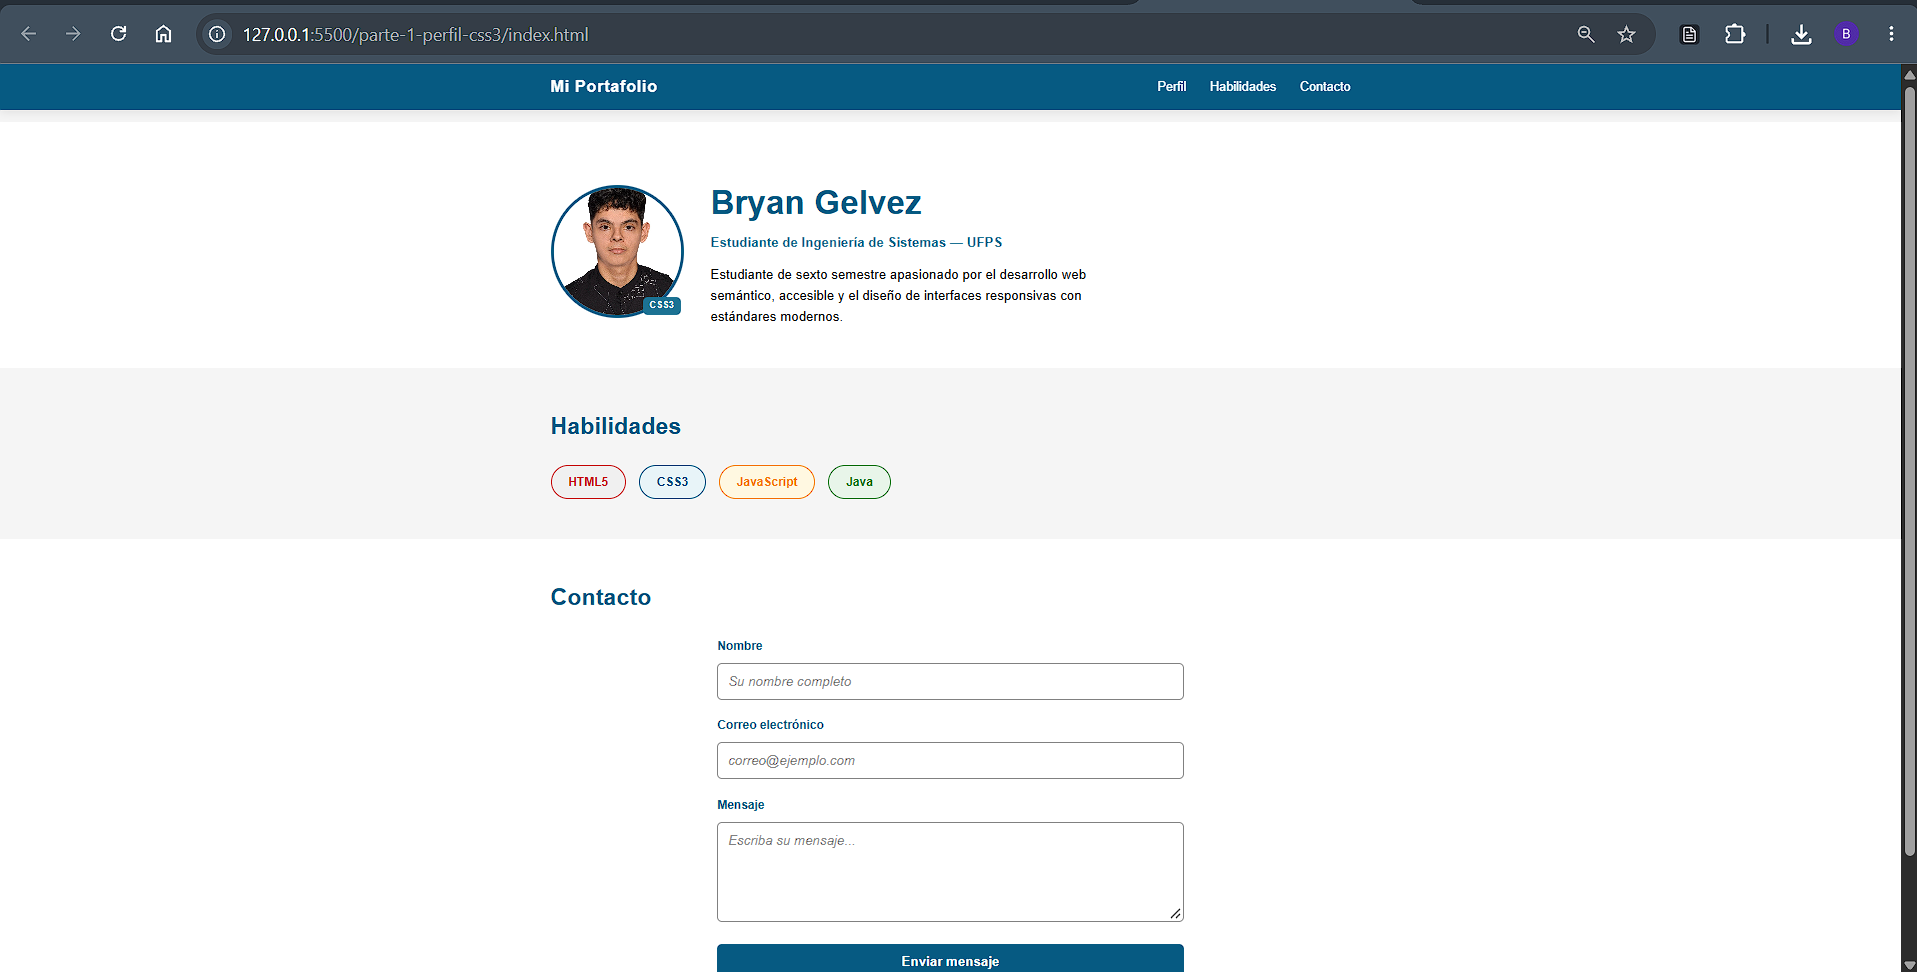 127.0.0.1:5500/parte-1-perfil-css3/index.html
B
Mi Portafolio
Perfil Habilidades Contacto
Bryan Gelvez
Estudiante de Ingeniería de Sistemas — UFPS
Estudiante de sexto semestre apasionado por el desarrollo web
semántico, accesible y el diseño de interfaces responsivas con
estándares modernos.
CSS3
Habilidades
HTML5 CSS3 JavaScript Java
Contacto
Nombre
Su nombre completo
Correo electrónico
correo@ejemplo.com
Mensaje
Escriba su mensaje...
Enviar mensaje